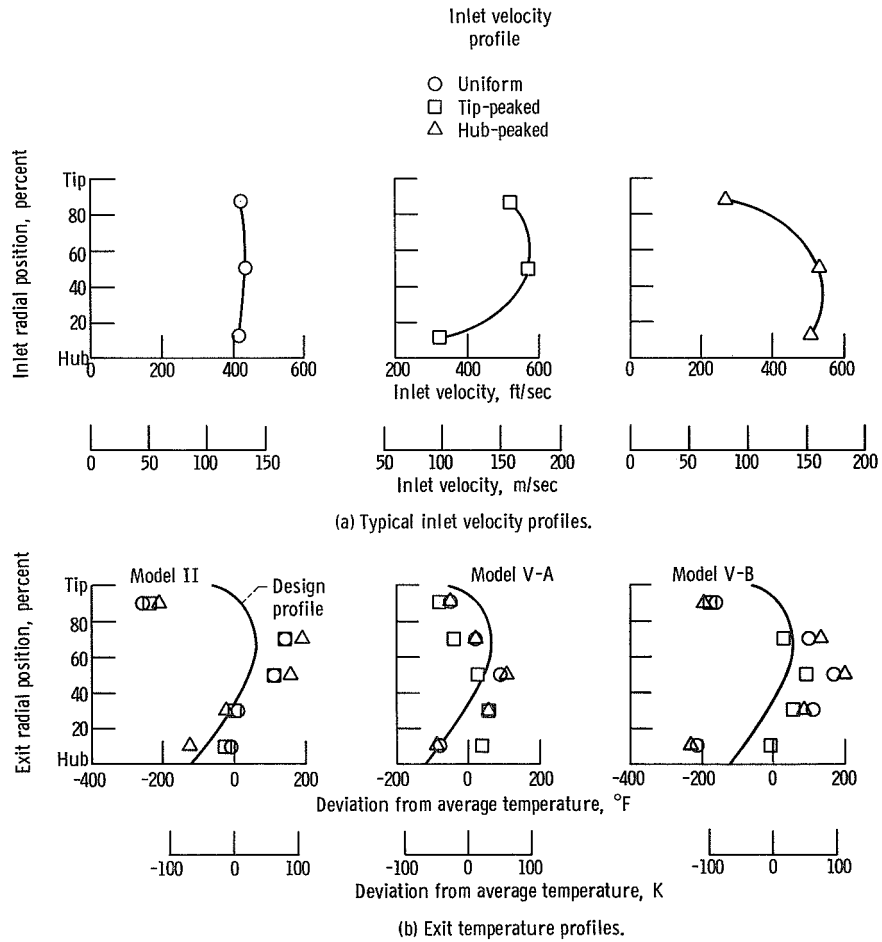 Inlet velocity
profile
Uniform
Tip-peaked
Hub-peaked
Inlet radial position, percent
Tip
80
60
40
20
Hub
0 200 400 600
200 400 600
0 200 400 600
Inlet velocity, ft/sec
0 50 100 150
50 100 150 200
0 50 100 150 200
Inlet velocity, m/sec
(a) Typical inlet velocity profiles.
Exit radial position, percent
Model II
Design
profile
Model V-A
Model V-B
Tip
80
60
40
20
Hub
-400 -200 0 200
-400 -200 0 200
-400 -200 0 200
Deviation from average temperature, °F
-100 0 100
-100 0 100
-100 0 100
Deviation from average temperature, K
(b) Exit temperature profiles.